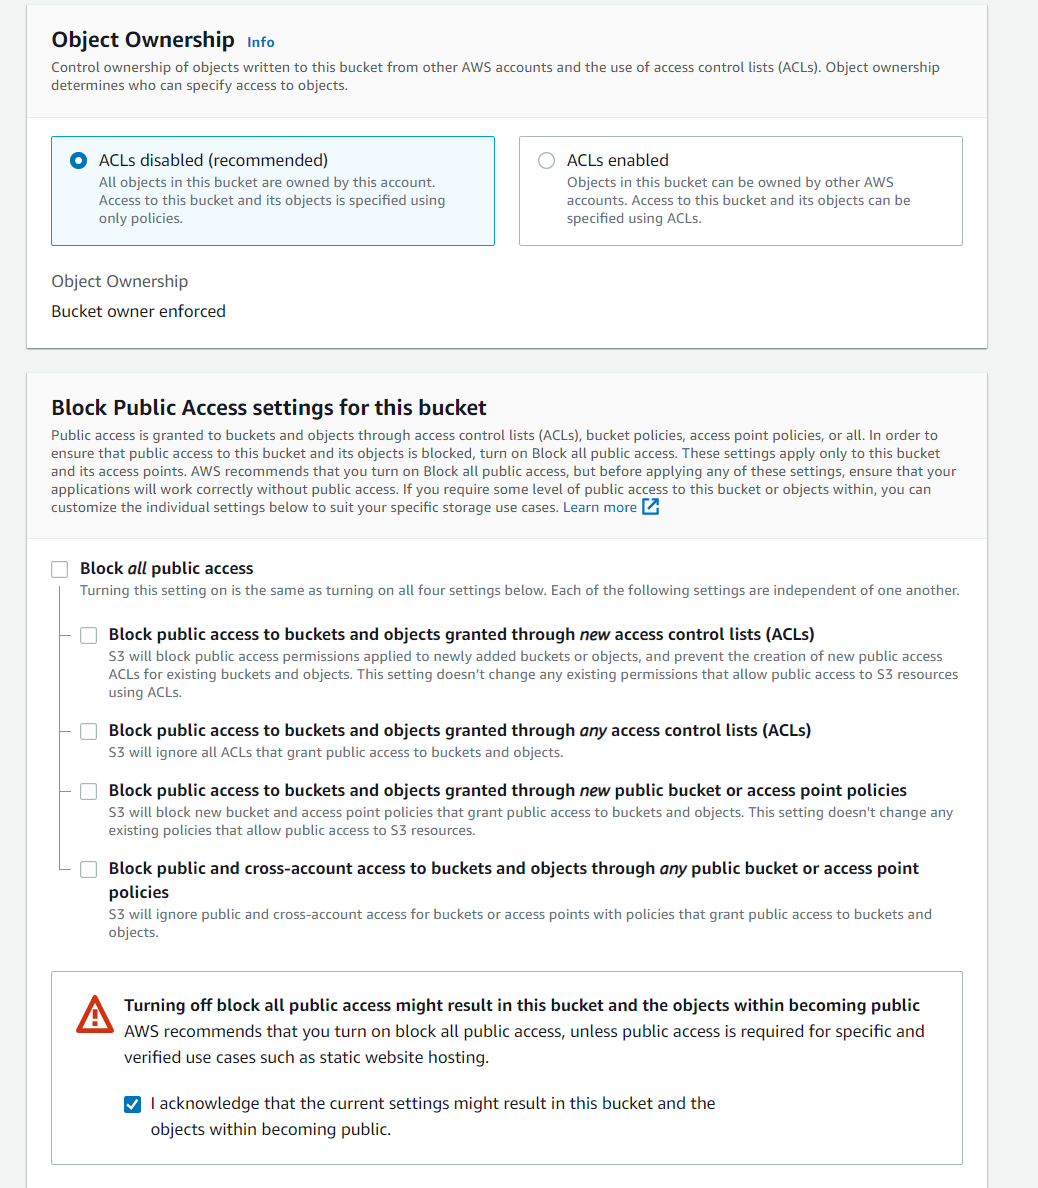 Object Ownership Info
Control ownership of objects written to this bucket from other AWS accounts and the use of access control lists (ACLs). Object ownership
determines who can specify access to objects.
ACLs disabled (recommended)
All objects in this bucket are owned by this account.
Access to this bucket and its objects is specified using
only policies.
ACLs enabled
Objects in this bucket can be owned by other AWS
accounts. Access to this bucket and its objects can be
specified using ACLs.
Object Ownership
Bucket owner enforced
Block Public Access settings for this bucket
Public access is granted to buckets and objects through access control lists (ACLs), bucket policies, access point policies, or all. In order to
ensure that public access to this bucket and its objects is blocked, turn on Block all public access. These settings apply only to this bucket
and its access points. AWS recommends that you turn on Block all public access, but before applying any of these settings, ensure that your
applications will work correctly without public access. If you require some level of public access to this bucket or objects within, you can
customize the individual settings below to suit your specific storage use cases. Learn more
Block all public access
Turning this setting on is the same as turning on all four settings below. Each of the following settings are independent of one another.
Block public access to buckets and objects granted through new access control lists (ACLs)
S3 will block public access permissions applied to newly added buckets or objects, and prevent the creation of new public access
ACLs for existing buckets and objects. This setting doesn't change any existing permissions that allow public access to S3 resources
using ACLs.
Block public access to buckets and objects granted through any access control lists (ACLs)
S3 will ignore all ACLs that grant public access to buckets and objects.
Block public access to buckets and objects granted through new public bucket or access point policies
S3 will block new bucket and access point policies that grant public access to buckets and objects. This setting doesn't change any
existing policies that allow public access to S3 resources.
Block public and cross-account access to buckets and objects through any public bucket or access point
policies
S3 will ignore public and cross-account access for buckets or access points with policies that grant public access to buckets and
objects.
Turning off block all public access might result in this bucket and the objects within becoming public
AWS recommends that you turn on block all public access, unless public access is required for specific and
verified use cases such as static website hosting.
I acknowledge that the current settings might result in this bucket and the
objects within becoming public.